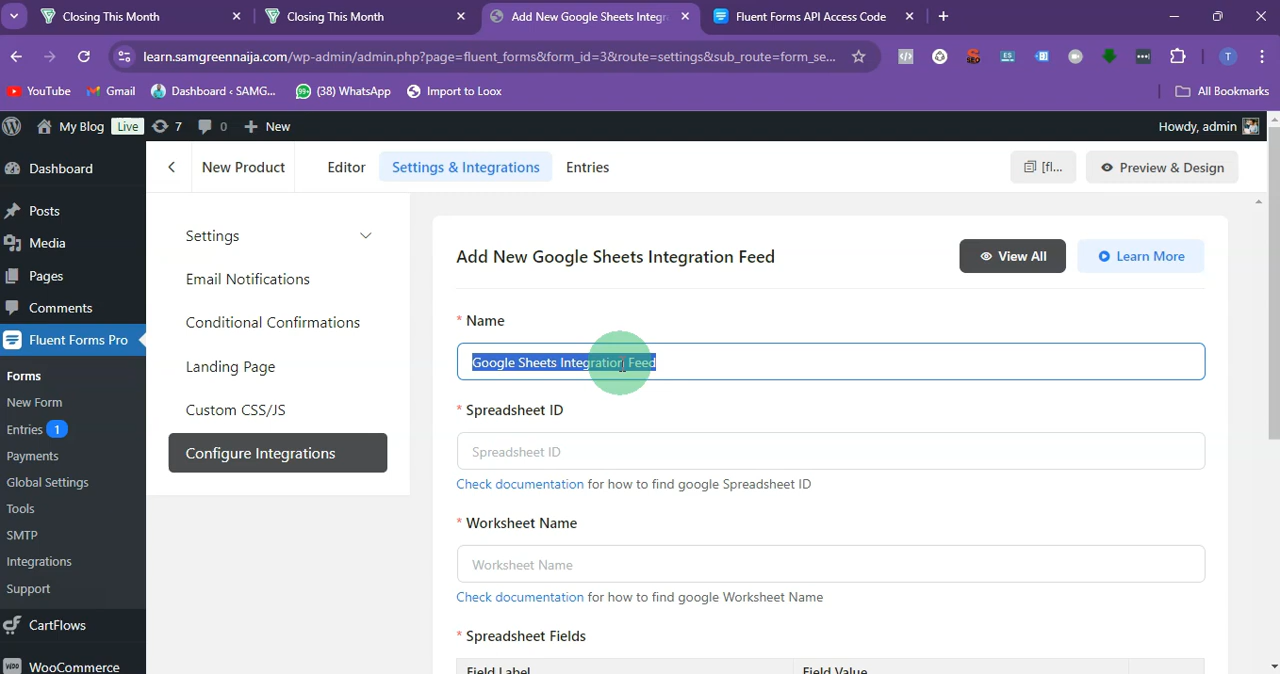 Closing This Month
Closing This Month
Add New Google Sheets Integr
Fluent Forms API Access Code
learn.samgreennaija.com/wp-admin/admin.php?page=fluent_forms&form_id=3&route=settings&sub_route=form_se...
T
YouTube
Gmail
Dashboard ‹ SAMG...
(38) WhatsApp
Import to Loox
All Bookmarks
My Blog
Live
7
0
New
Howdy, admin
Dashboard
Posts
Media
Pages
Comments
Fluent Forms Pro
Forms
New Form
Entries 1
Payments
Global Settings
Tools
SMTP
Integrations
Support
CartFlows
WooCommerce
New Product
Editor
Settings & Integrations
Entries
[fl...
Preview & Design
Settings
Email Notifications
Conditional Confirmations
Landing Page
Custom CSS/JS
Configure Integrations
Add New Google Sheets Integration Feed
View All
Learn More
* Name
Google Sheets Integration Feed
* Spreadsheet ID
Spreadsheet ID
Check documentation for how to find google Spreadsheet ID
* Worksheet Name
Worksheet Name
Check documentation for how to find google Worksheet Name
* Spreadsheet Fields
Field Label
Field Value